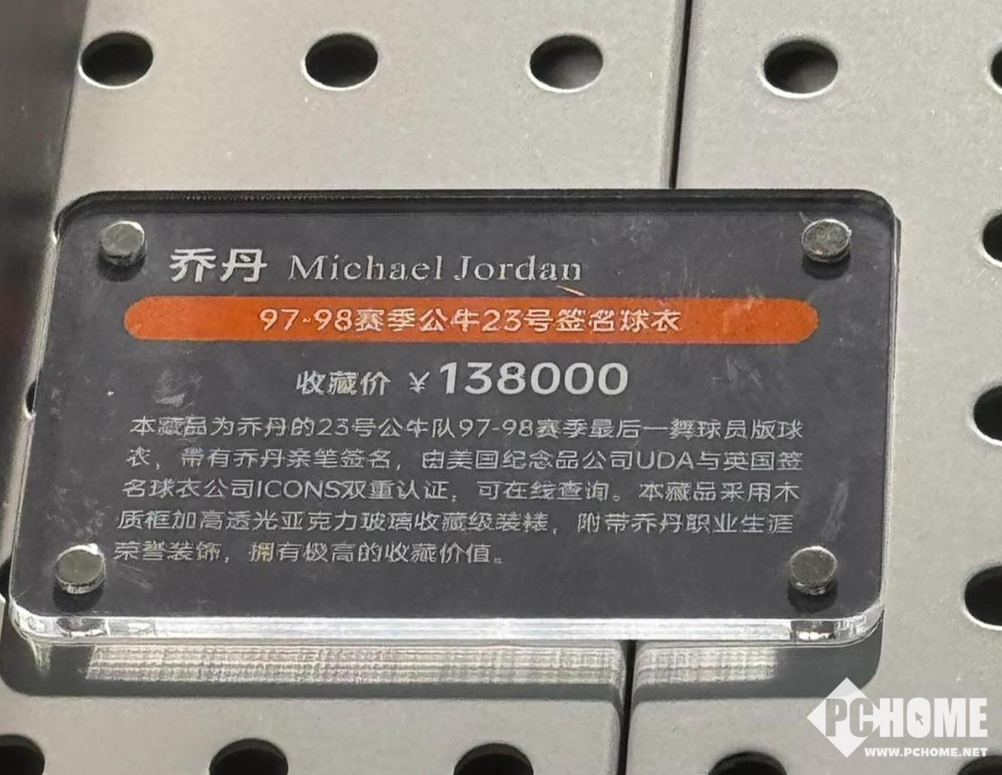 乔丹 Michael Jordan
97-98赛季公牛23号签名球衣
收藏价 ¥138000
本藏品为乔丹的23号公牛队97-98赛季最后一舞球员版球
衣，带有乔丹亲笔签名，由美国纪念品公司UDA与英国签
名球衣公司ICONS双重认证，可在线查询。本藏品采用木
质框加高透光亚克力玻璃收藏级装裱，附带乔丹职业生涯
荣誉装饰，拥有极高的收藏价值。
PCHOME
WWW.PCHOME.NET